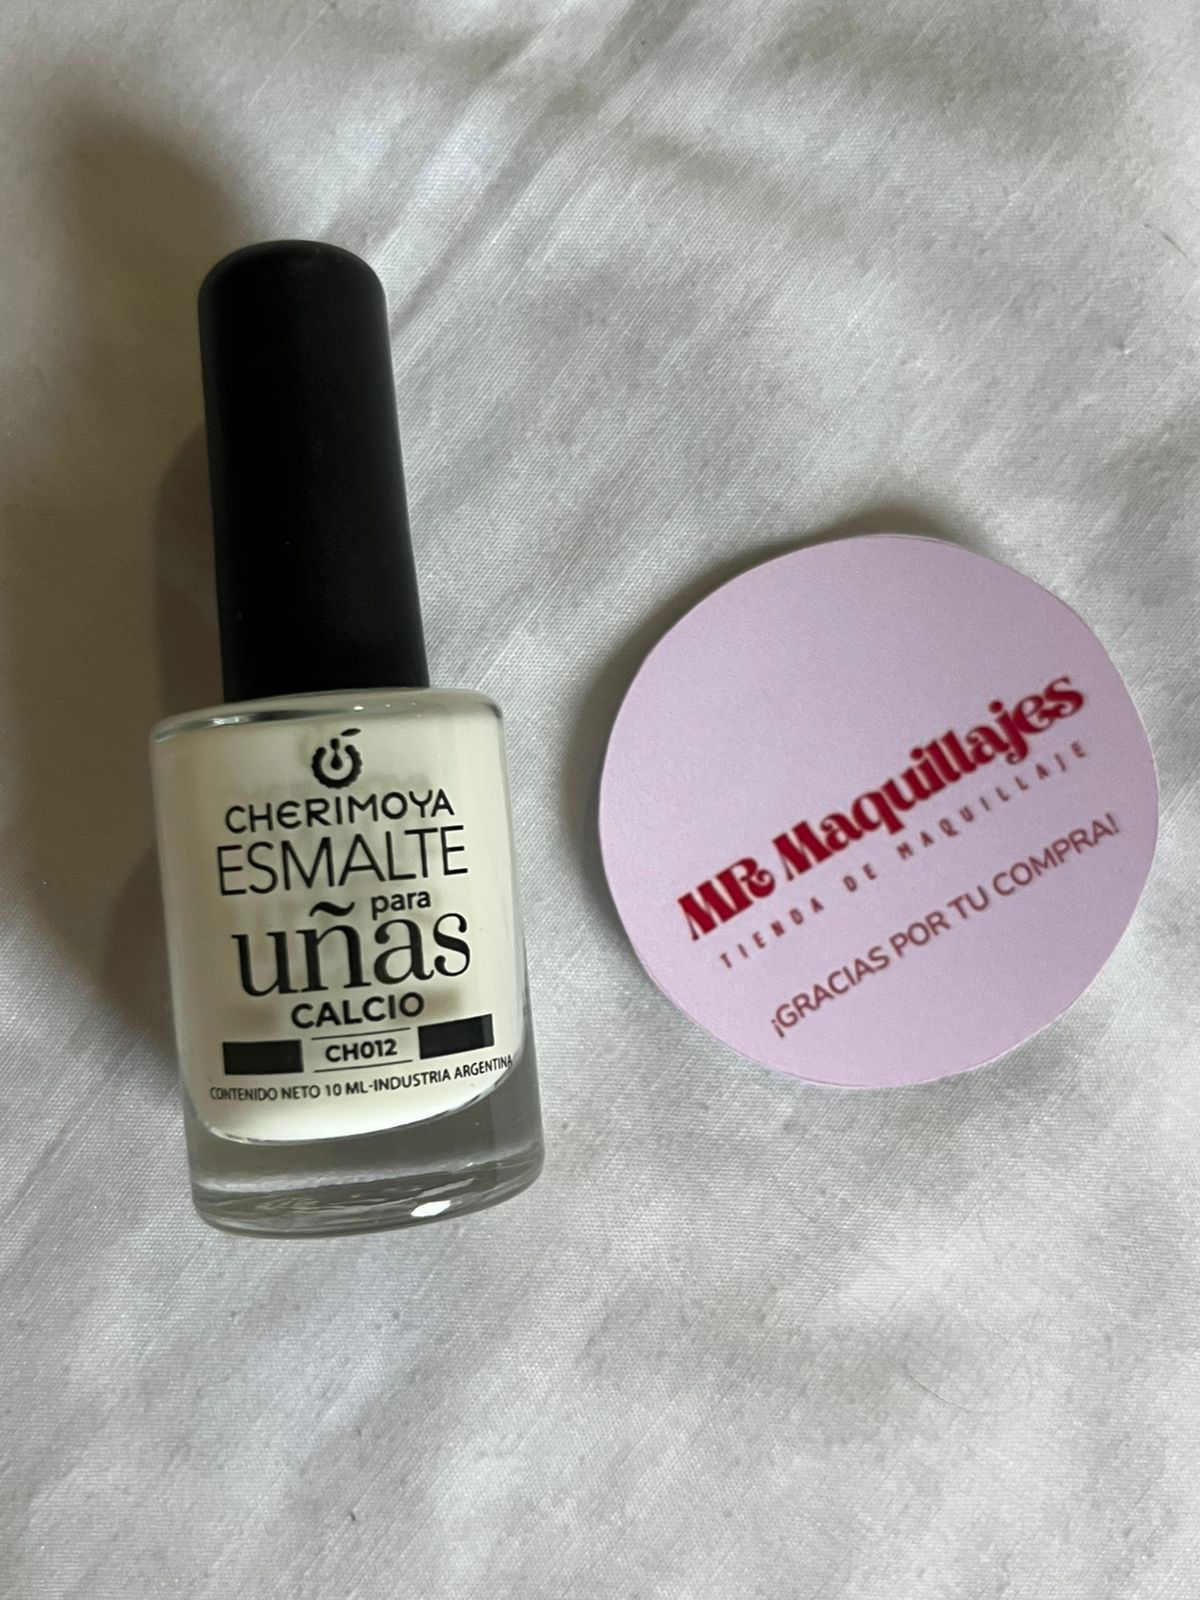 CHERIMOYA
ESMALTE
para
uñas
CALCIO
CH012
CONTENIDO NETO 10 ML-INDUSTRIA ARGENTINA
MR Maquillajes
TIENDA DE MAQUILLAJE
¡GRACIAS POR TU COMPRA!